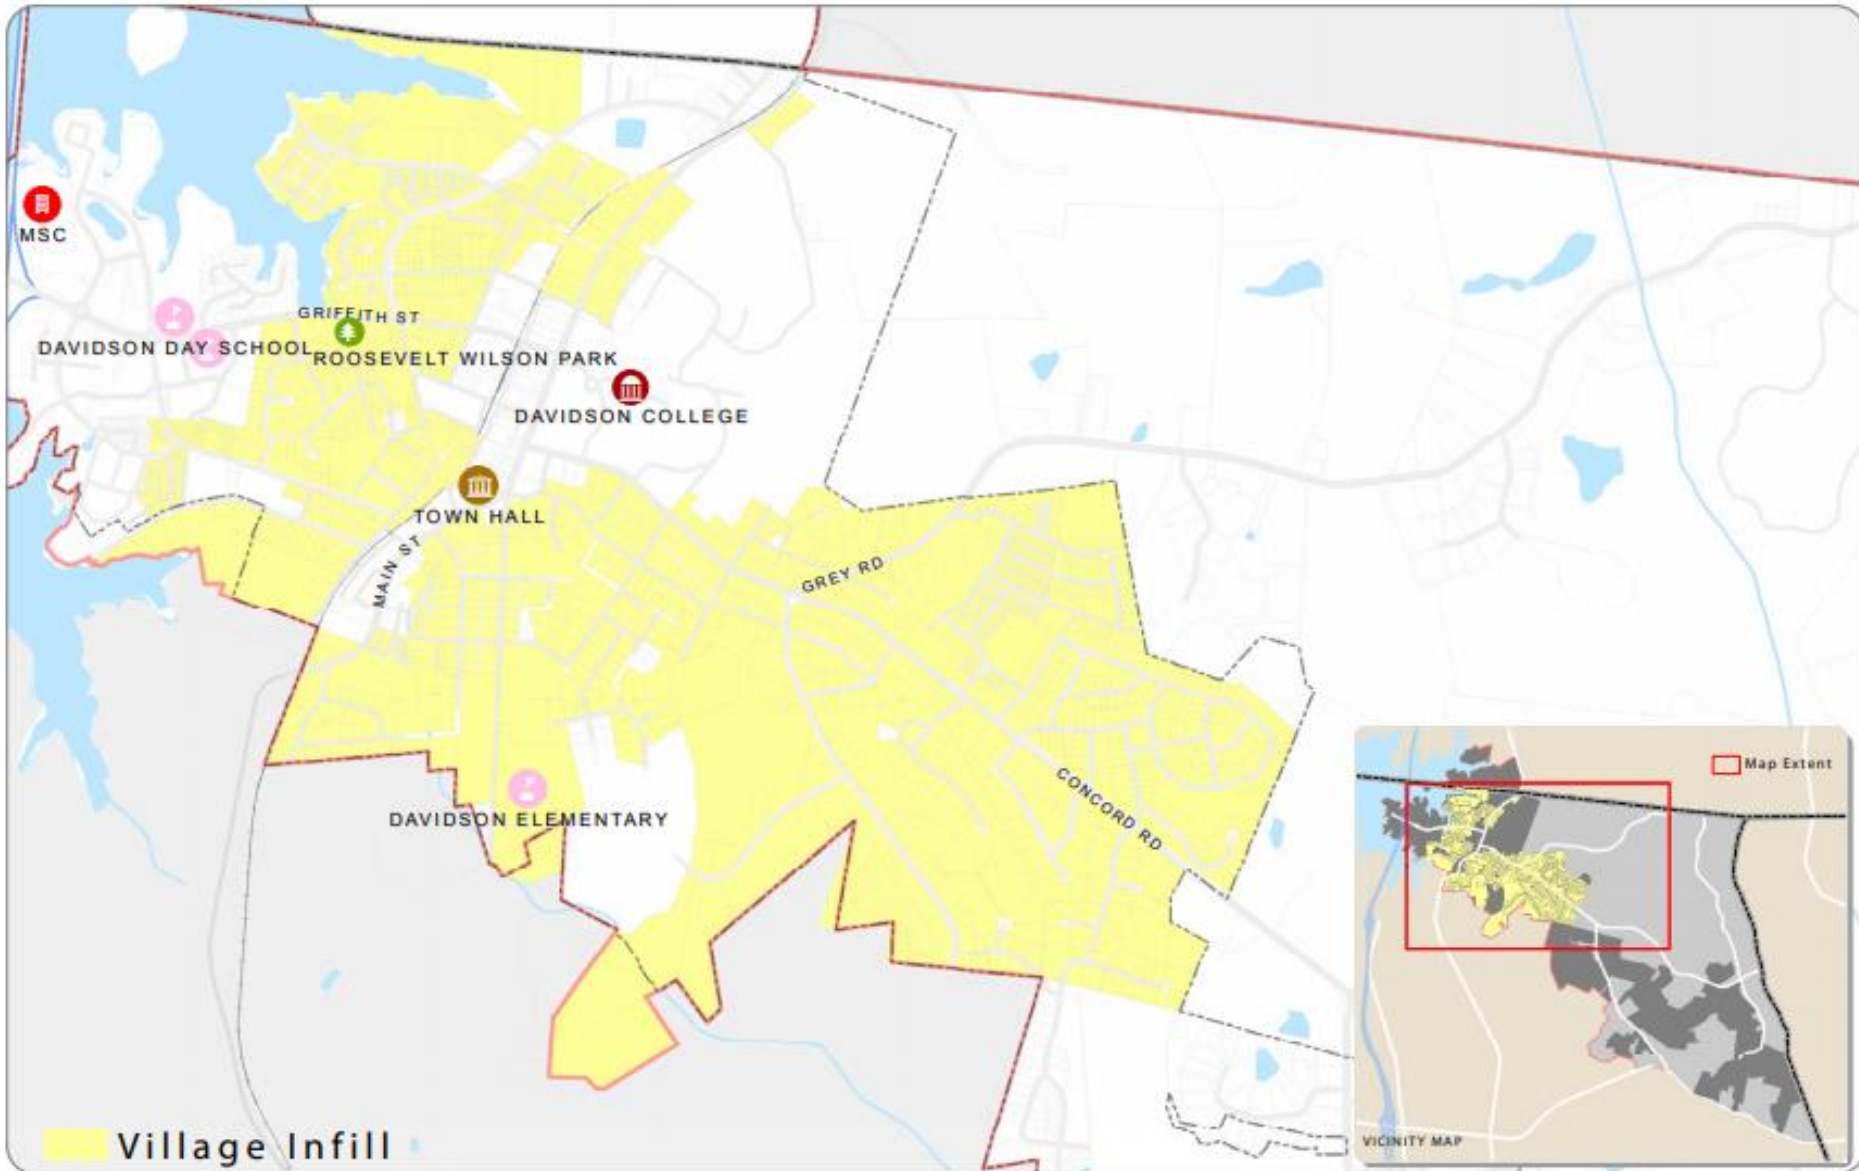 MSC
GRIFFITH ST
DAVIDSON DAY SCHOOL
ROOSEVELT WILSON PARK
DAVIDSON COLLEGE
TOWN HALL
MAIN ST
GREY RD
CONCORD RD
DAVIDSON ELEMENTARY
Map Extent
VICINITY MAP
Village Infill